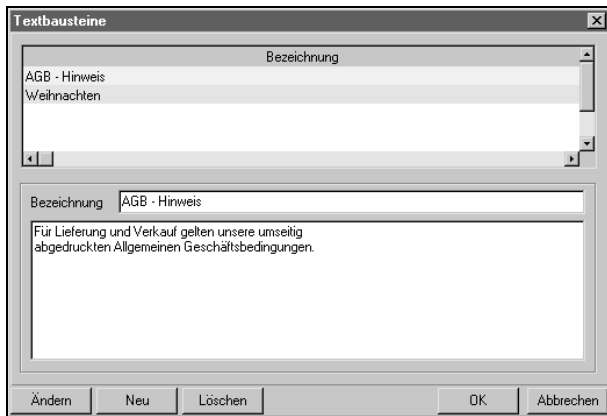 Textbausteine
Bezeichnung
AGB - Hinweis
Weihnachten
Bezeichnung AGB - Hinweis
Für Lieferung und Verkauf gelten unsere umseitig
abgedruckten Allgemeinen Geschäftsbedingungen.
Ändern Neu Löschen OK Abbrechen